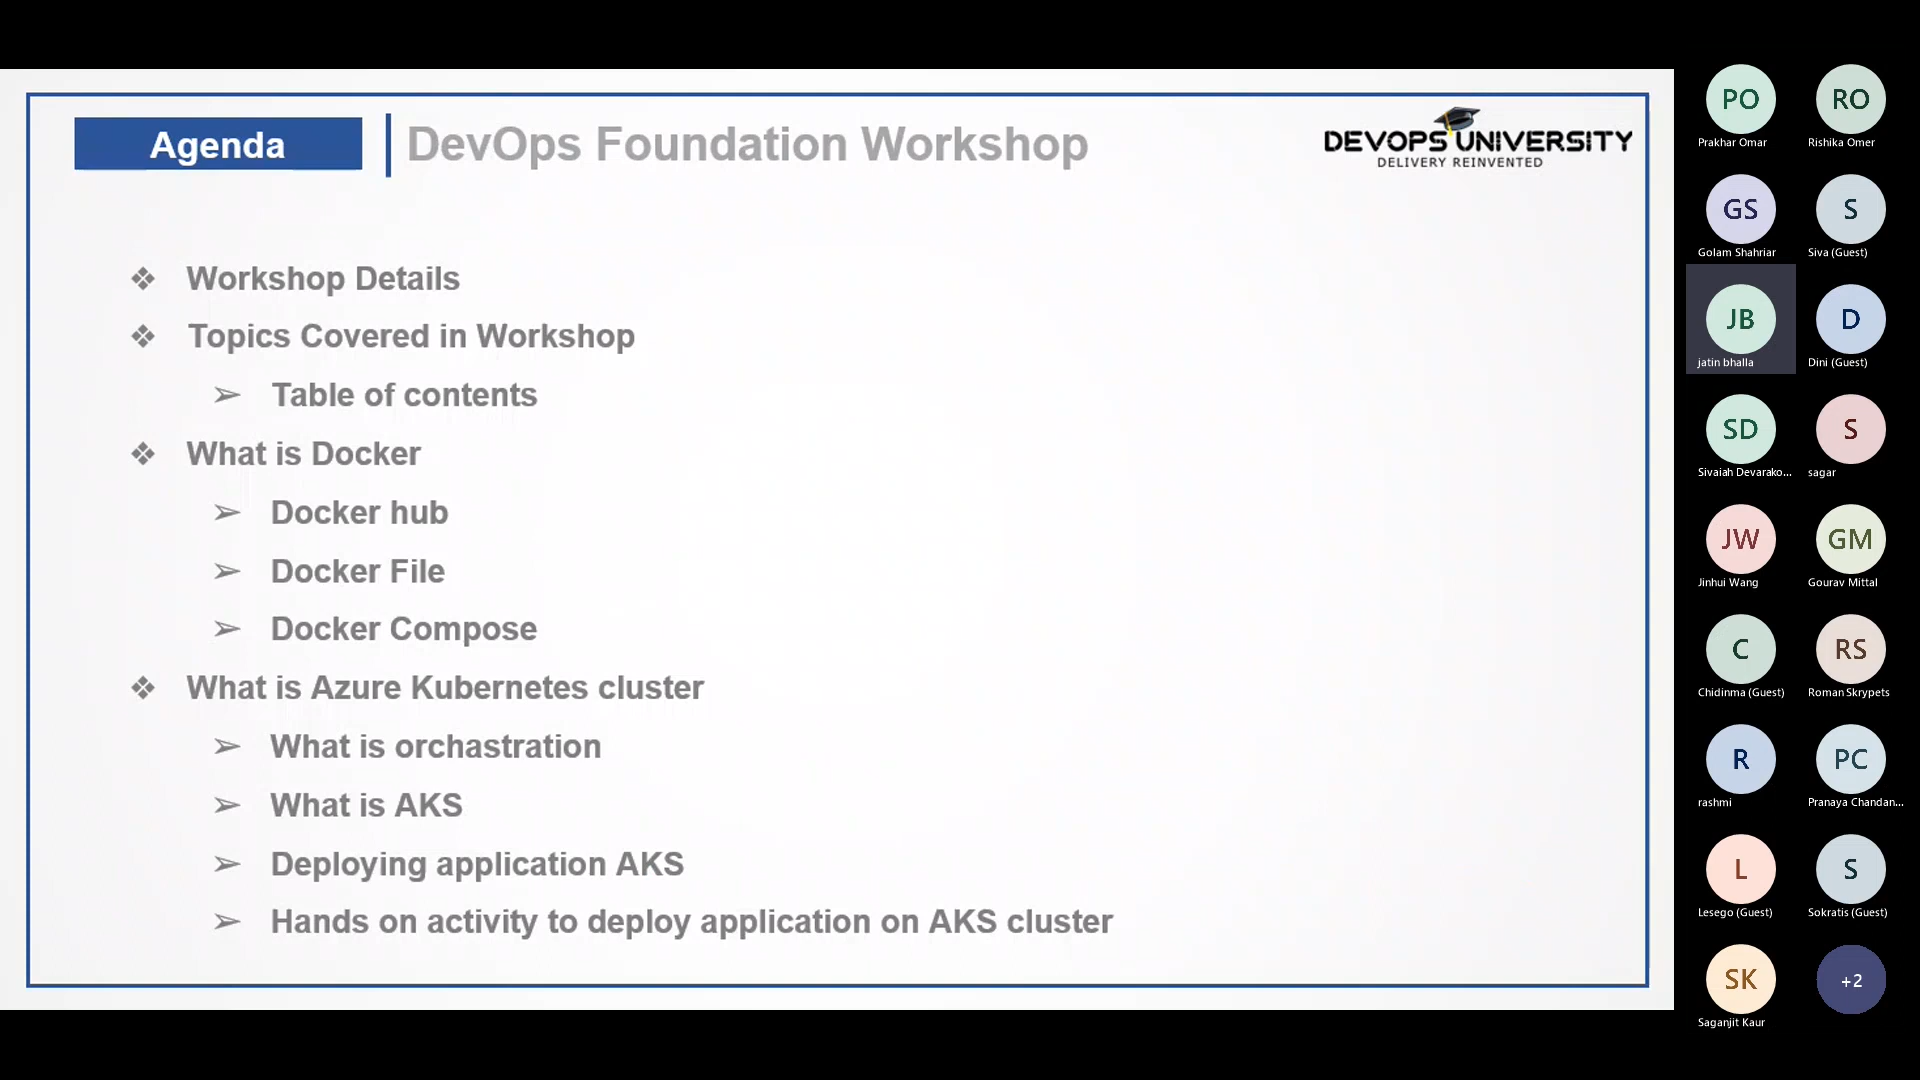 Agenda
DevOps Foundation Workshop
DEVOPS UNIVERSITY
DELIVERY REINVENTED
Workshop Details
Topics Covered in Workshop
Table of contents
What is Docker
Docker hub
Docker File
Docker Compose
What is Azure Kubernetes cluster
What is orchastration
What is AKS
Deploying application AKS
Hands on activity to deploy application on AKS cluster
PO
Prakhar Omar
RO
Rishika Omer
GS
Golam Shahriar
S
Siva (Guest)
JB
jatin bhalla
D
Dini (Guest)
SD
Sivaiah Devarako...
S
sagar
JW
Jinhui Wang
GM
Gourav Mittal
C
Chidinma (Guest)
RS
Roman Skrypets
R
rashmi
PC
Pranaya Chandan...
L
Lesego (Guest)
S
Sokratis (Guest)
SK
Saganjit Kaur
+2